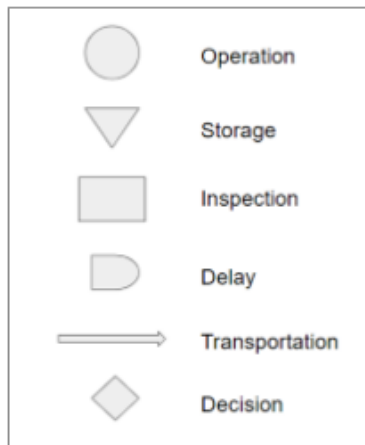 Operation
Storage
Inspection
Delay
Transportation
Decision